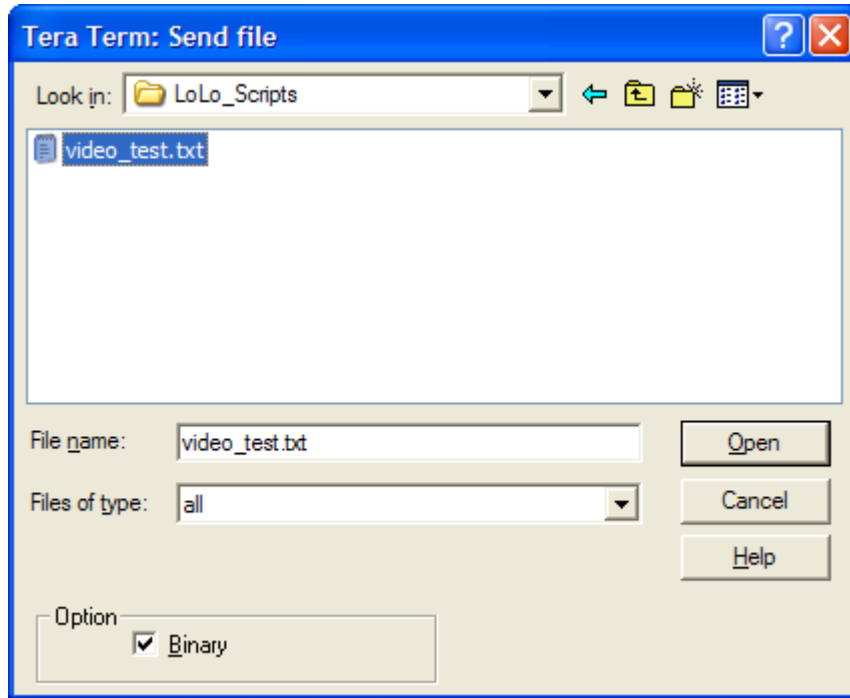 Tera Term: Send file
Look in: LoLo_Scripts
video_test.txt
File name: video_test.txt Open
Files of type: all Cancel
Help
Option
Binary